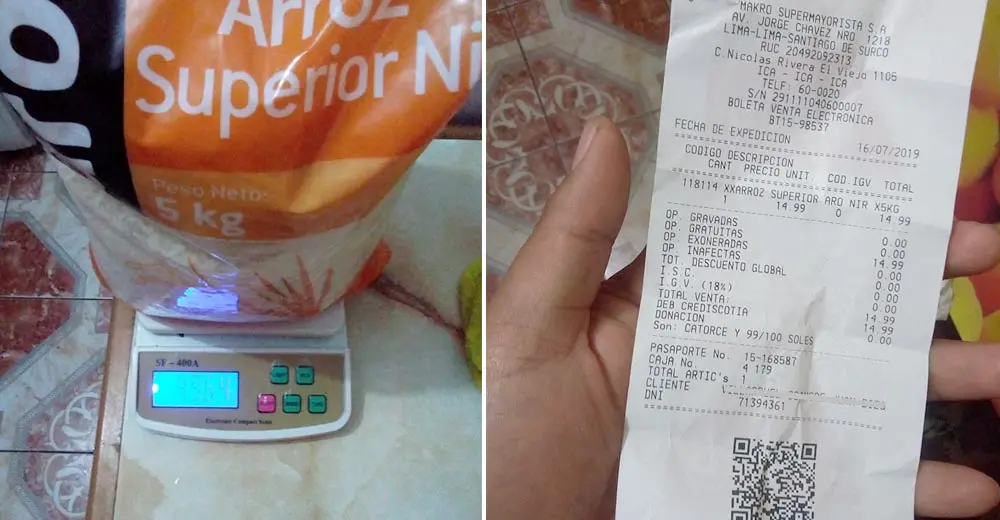 ro
Arroz
Superior Ni
Peso Neto:
5 kg
SF-400A
Electronic Compact Scale
MAKRO SUPERMAYORISTA S.A
AV. JORGE CHAVEZ NRO. 1218
LIMA-LIMA-SANTIAGO DE SURCO
RUC 20492092313
C.Nicolas Rivera El Viejo 1105
ICA - ICA - ICA
TELF: 60-0020
S/N 291111040600007
BOLETA VENTA ELECTRONICA
BT15-98537
FECHA DE EXPEDICION 16/07/2019
CODIGO DESCRIPCION
CANT PRECIO UNIT COD IGV TOTAL
118114 XXARROZ SUPERIOR ARO NIR X5KG
1 14.99 0 14.99
OP. GRAVADAS 0.00
OP. GRATUITAS 0.00
OP. EXONERADAS 14.99
OP. INAFECTAS 0.00
TOT. DESCUENTO GLOBAL 0.00
I.S.C. 0.00
I.G.V. (18%) 0.00
TOTAL VENTA: 14.99
DEB CREDISCOTIA 14.99
DONACION 0.00
Son: CATORCE Y 99/100 SOLES
PASAPORTE No. 15-168587
CAJA No. 4 179
TOTAL ARTIC's 1
CLIENTE
DNI 71394361